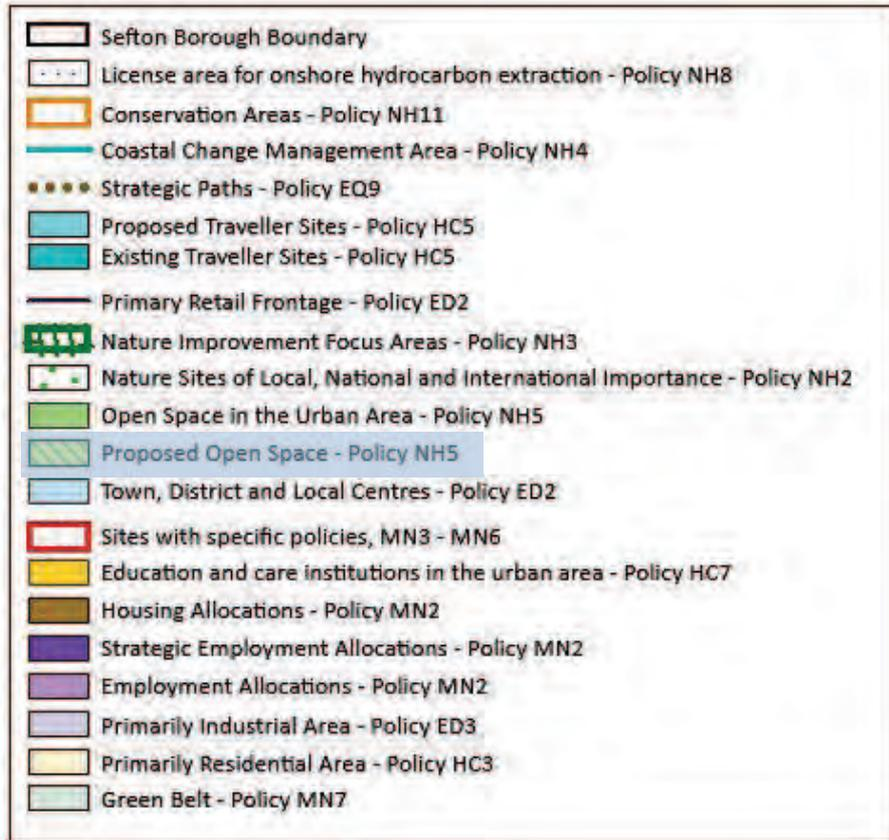 Sefton Borough Boundary
License area for onshore hydrocarbon extraction - Policy NH8
Conservation Areas - Policy NH11
Coastal Change Management Area - Policy NH4
Strategic Paths - Policy EQ9
Proposed Traveller Sites - Policy HC5
Existing Traveller Sites - Policy HC5
Primary Retail Frontage - Policy ED2
Nature Improvement Focus Areas - Policy NH3
Nature Sites of Local, National and International Importance - Policy NH2
Open Space in the Urban Area - Policy NH5
Proposed Open Space - Policy NH5
Town, District and Local Centres - Policy ED2
Sites with specific policies, MN3 - MN6
Education and care institutions in the urban area - Policy HC7
Housing Allocations - Policy MN2
Strategic Employment Allocations - Policy MN2
Employment Allocations - Policy MN2
Primarily Industrial Area - Policy ED3
Primarily Residential Area - Policy HC3
Green Belt - Policy MN7